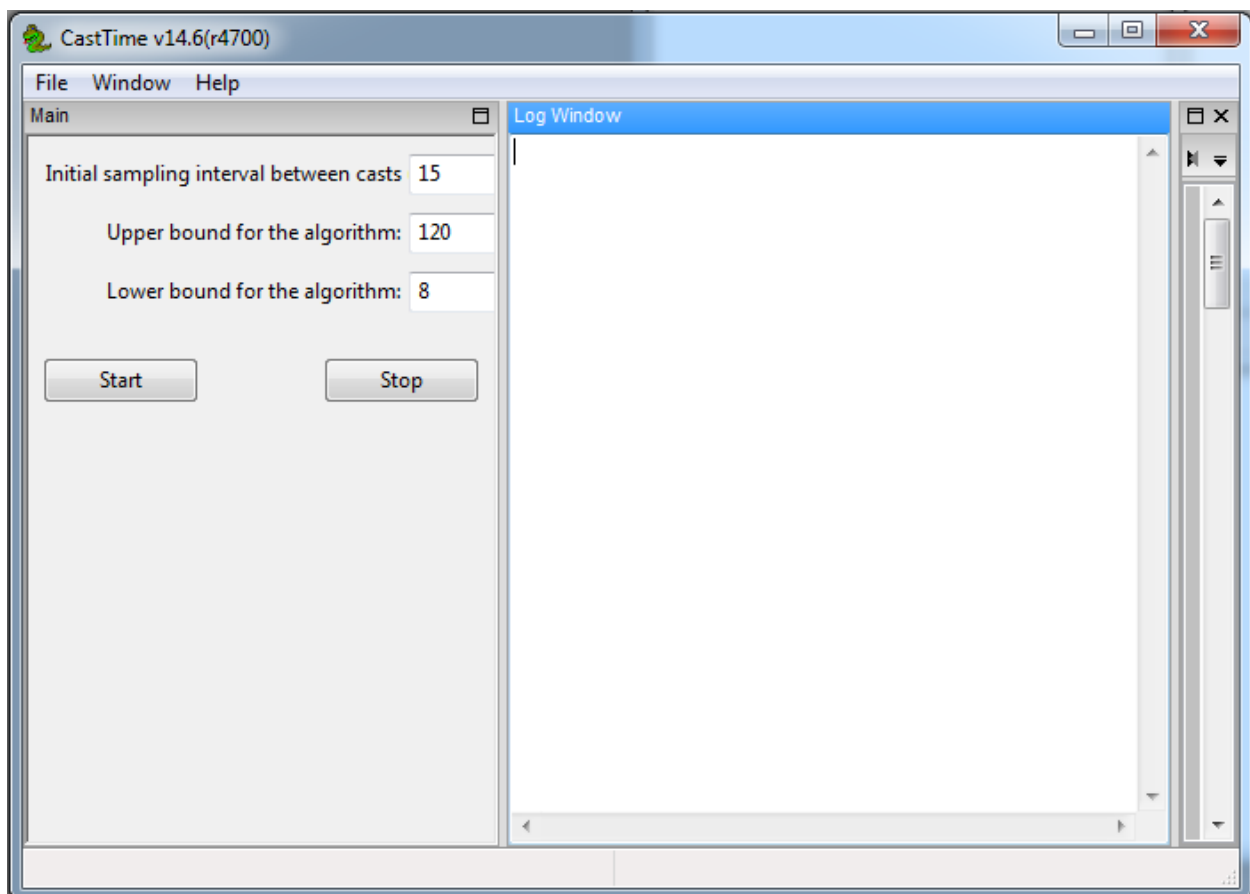 CastTime v14.6(r4700)
File Window Help
Main
Log Window
Initial sampling interval between casts 15
Upper bound for the algorithm: 120
Lower bound for the algorithm: 8
Start Stop